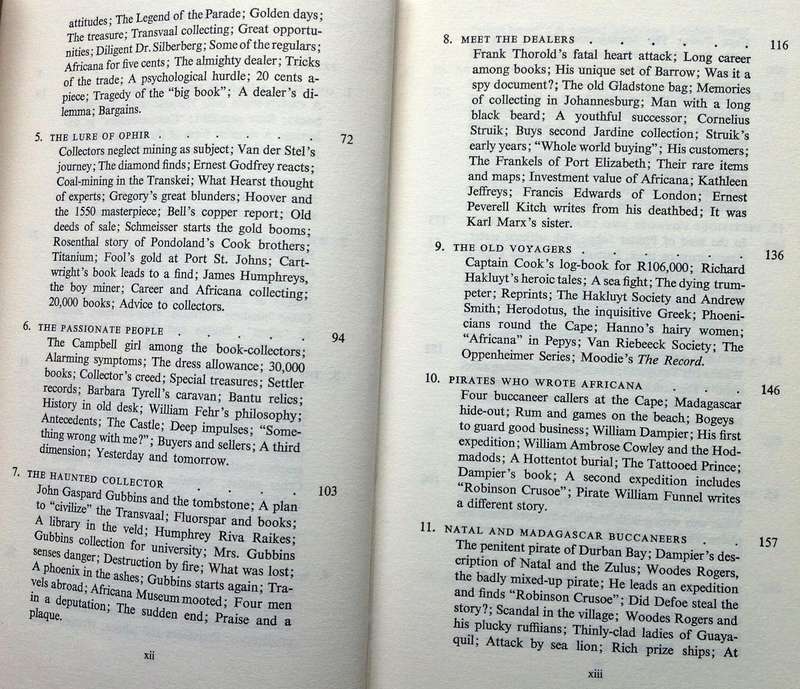 attitudes; The Legend of the Parade; Golden days;
The treasure; Transvaal collecting; Great opportu-
nities; Diligent Dr. Silberberg; Some of the regulars;
Africana for five cents; The almighty dealer; Tricks
of the trade; A psychological hurdle; 20 cents a-
piece; Tragedy of the "big book"; A dealer's di-
lemma; Bargains.
5. THE LURE OF OPHIR . . . . . . 72
Collectors neglect mining as subject; Van der Stel's
journey; The diamond finds; Ernest Godfrey reacts;
Coal-mining in the Transkei; What Hearst thought
of experts; Gregory's great blunders; Hoover and
the 1550 masterpiece; Bell's copper report; Old
deeds of sale; Schmeisser starts the gold booms;
Rosenthal story of Pondoland's Cook brothers;
Titanium; Fool's gold at Port St. Johns; Cart-
wright's book leads to a find; James Humphreys,
the boy miner; Career and Africana collecting;
20,000 books; Advice to collectors.
6. THE PASSIONATE PEOPLE . . . . . 94
The Campbell girl among the book-collectors;
Alarming symptoms; The dress allowance; 30,000
books; Collector's creed; Special treasures; Settler
records; Barbara Tyrell's caravan; Bantu relics;
History in old desk; William Fehr's philosophy;
Antecedents; The Castle; Deep impulses; "Some-
thing wrong with me?"; Buyers and sellers; A third
dimension; Yesterday and tomorrow.
7. THE HAUNTED COLLECTOR . . . . 103
John Gaspard Gubbins and the tombstone; A plan
to "civilize" the Transvaal; Fluorspar and books;
A library in the veld; Humphrey Riva Raikes;
Gubbins collection for university; Mrs. Gubbins
senses danger; Destruction by fire; What was lost;
A phoenix in the ashes; Gubbins starts again; Tra-
vels abroad; Africana Museum mooted; Four men
in a deputation; The sudden end; Praise and a
plaque.
xii
8. MEET THE DEALERS . . . . . . 116
Frank Thorold's fatal heart attack; Long career
among books; His unique set of Barrow; Was it a
spy document?; The old Gladstone bag; Memories
of collecting in Johannesburg; Man with a long
black beard; A youthful successor; Cornelius
Struik; Buys second Jardine collection; Struik's
early years; "Whole world buying"; His customers;
The Frankels of Port Elizabeth; Their rare items
and maps; Investment value of Africana; Kathleen
Jeffreys; Francis Edwards of London; Ernest
Peverell Kitch writes from his deathbed; It was
Karl Marx's sister.
9. THE OLD VOYAGERS . . . . . . 136
Captain Cook's log-book for R106,000; Richard
Hakluyt's heroic tales; A sea fight; The dying trum-
peter; Reprints; The Hakluyt Society and Andrew
Smith; Herodotus, the inquisitive Greek; Phoeni-
cians round the Cape; Hanno's hairy women;
"Africana" in Pepys; Van Riebeeck Society; The
Oppenheimer Series; Moodie's The Record.
10. PIRATES WHO WROTE AFRICANA . . . 146
Four buccaneer callers at the Cape; Madagascar
hide-out; Rum and games on the beach; Bogeys
to guard good business; William Dampier; His first
expedition; William Ambrose Cowley and the Hod-
madods; A Hottentot burial; The Tattooed Prince;
Dampier's book; A second expedition includes
"Robinson Crusoe"; Pirate William Funnel writes
a different story.
11. NATAL AND MADAGASCAR BUCCANEERS . . 157
The penitent pirate of Durban Bay; Dampier's des-
cription of Natal and the Zulus; Woodes Rogers,
the badly mixed-up pirate; He leads an expedition
and finds "Robinson Crusoe"; Did Defoe steal the
story?; Scandal in the village; Woodes Rogers and
his plucky ruffiians; Thinly-clad ladies of Guaya-
quil; Attack by sea lion; Rich prize ships; At
xiii